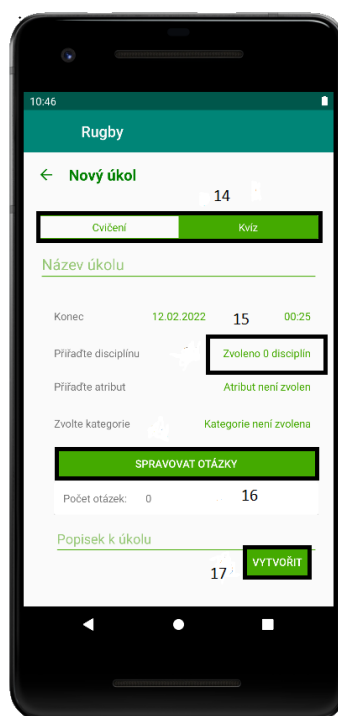 10:46
Rugby
← Nový úkol
14
Cvičení Kvíz
Název úkolu
Konec 12.02.2022 15 00:25
Přiřaďte disciplínu Zvoleno 0 disciplín
Přiřaďte atribut Atribut není zvolen
Zvolte kategorie Kategorie není zvolena
SPRAVOVAT OTÁZKY
Počet otázek: 0 16
Popisek k úkolu
17 VYTVOŘIT